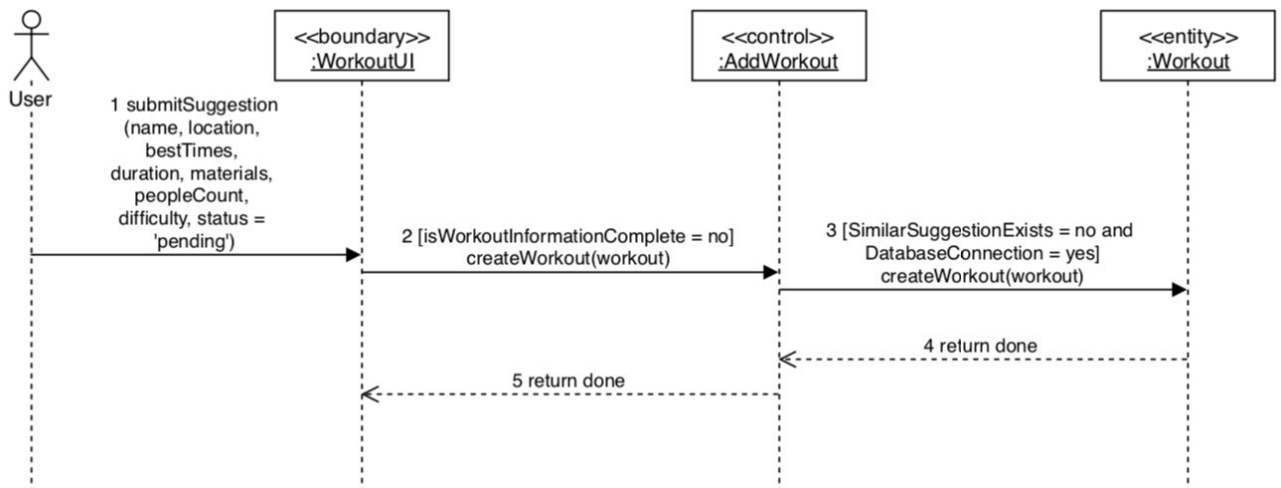 <<boundary>>
:WorkoutUI
<<control>>
:AddWorkout
<<entity>>
:Workout
User
1 submitSuggestion
(name, location,
bestTimes,
duration, materials,
peopleCount,
difficulty, status =
'pending')
2 [isWorkoutInformationComplete = no]
createWorkout(workout)
3 [SimilarSuggestionExists = no and
DatabaseConnection = yes]
createWorkout(workout)
4 return done
5 return done